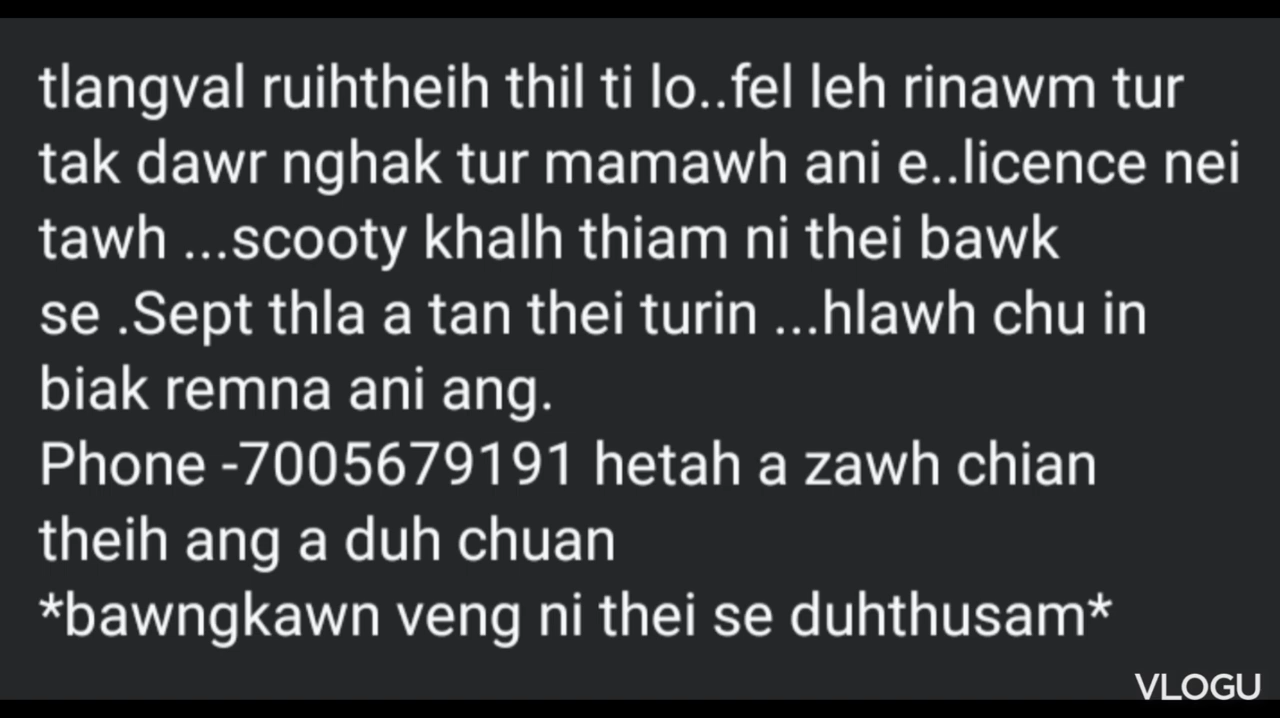 tlangval ruihtheih thil ti lo..fel leh rinawm tur
tak dawr nghak tur mamawh ani e..licence nei
tawh ...scooty khalh thiam ni thei bawk
se .Sept thla a tan thei turin ...hlawh chu in
biak remna ani ang.
Phone -7005679191 hetah a zawh chian
theih ang a duh chuan
*bawngkawn veng ni thei se duhthusam*
VLOGU